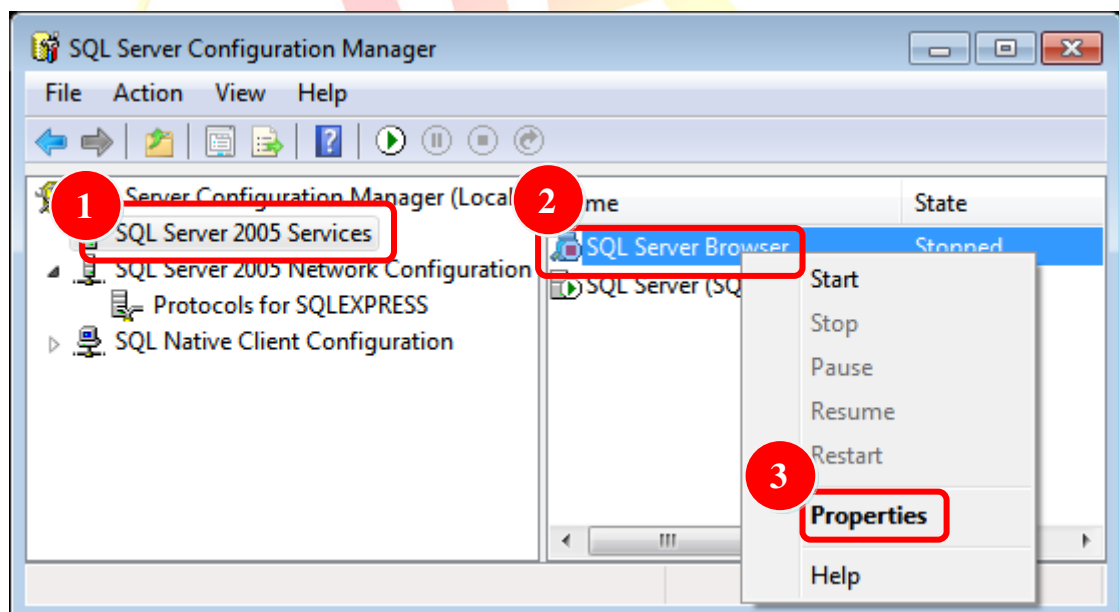 SQL Server Configuration Manager
File Action View Help
1
2
Server Configuration Manager (Local
me
State
SQL Server 2005 Services
SQL Server Browser
Stopped
SQL Server 2005 Network Configuration
SQL Server (SQ
Protocols for SQLEXPRESS
SQL Native Client Configuration
Start
Stop
Pause
Resume
Restart
3
Properties
Help